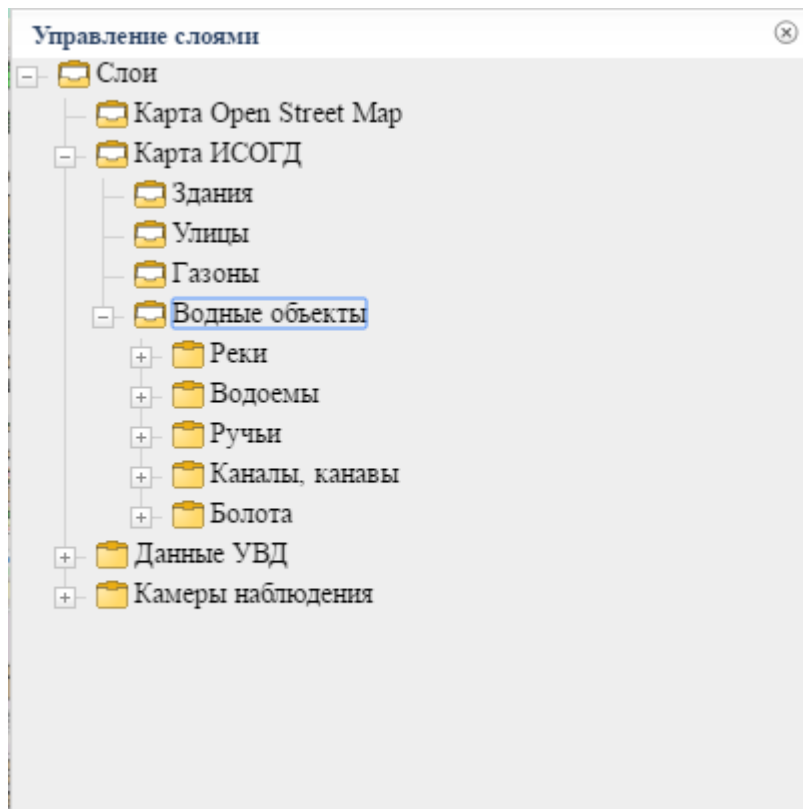 Управление слоями
Слои
Карта Open Street Map
Карта ИСОГД
Здания
Улицы
Газоны
Водные объекты
Реки
Водоемы
Ручьи
Каналы, канавы
Болота
Данные УВД
Камеры наблюдения